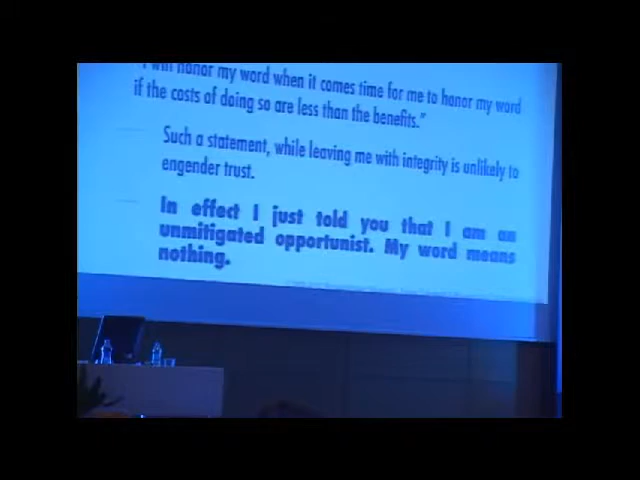 "I will honor my word when it comes time for me to honor my word
if the costs of doing so are less than the benefits."
Such a statement, while leaving me with integrity is unlikely to
engender trust.
In effect I just told you that I am an
unmitigated opportunist. My word means
nothing.